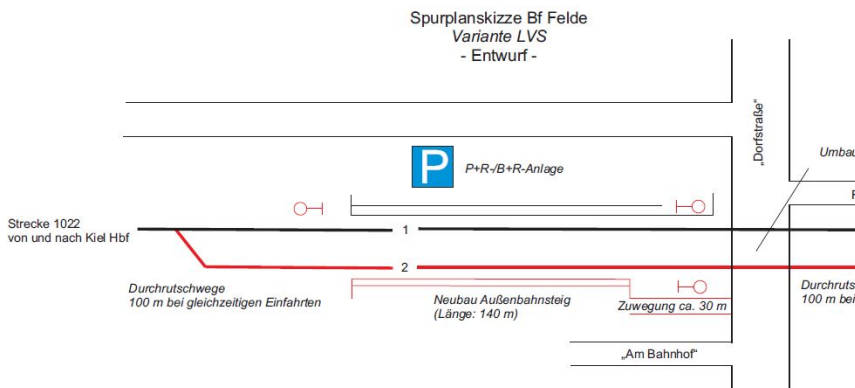 Spurplanskizze Bf Felde
Variante LVS
- Entwurf -
„Dorfstraße“
P
P+R-/B+R-Anlage
Umbau
Strecke 1022
von und nach Kiel Hbf
1
2
Durchrutschwege
100 m bei gleichzeitigen Einfahrten
Neubau Außenbahnsteig
(Länge: 140 m)
Zuwegung ca. 30 m
Durchruts
100 m bei
„Am Bahnhof“